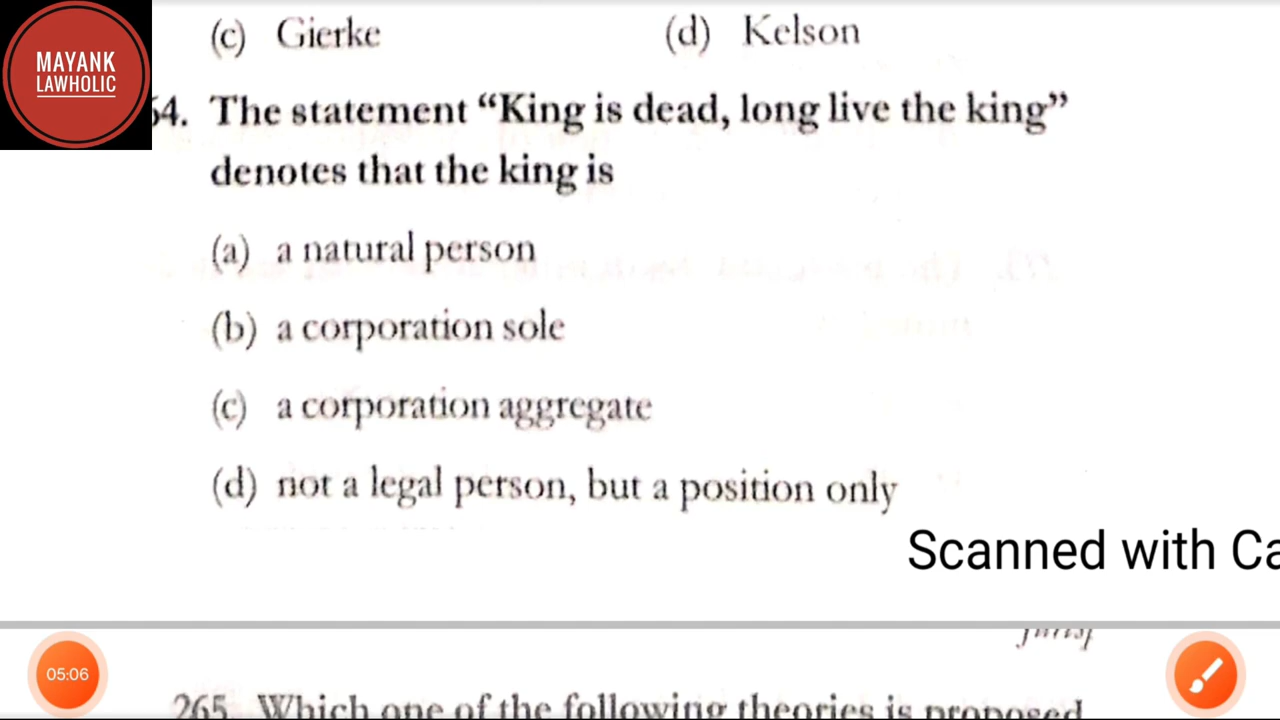 MAYANK
LAWHOLIC
(c) Gierke (d) Kelson
64. The statement “King is dead, long live the king”
denotes that the king is
(a) a natural person
(b) a corporation sole
(c) a corporation aggregate
(d) not a legal person, but a position only
Scanned with Ca
05:06
265. Which one of the following theories is proposed